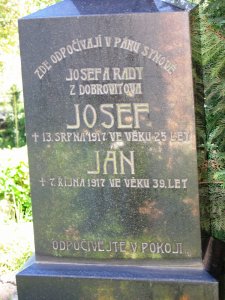 ZDE ODPOČÍVAJÍ V PÁNU SYNOVÉ
JOSEFA RADY
Z DOBROVÍTOVA
JOSEF
† 13. SRPNA 1917 VE VĚKU 25 LET
JAN
† 7. ŘÍJNA 1917 VE VĚKU 39. LET
ODPOČÍVEJTE V POKOJI